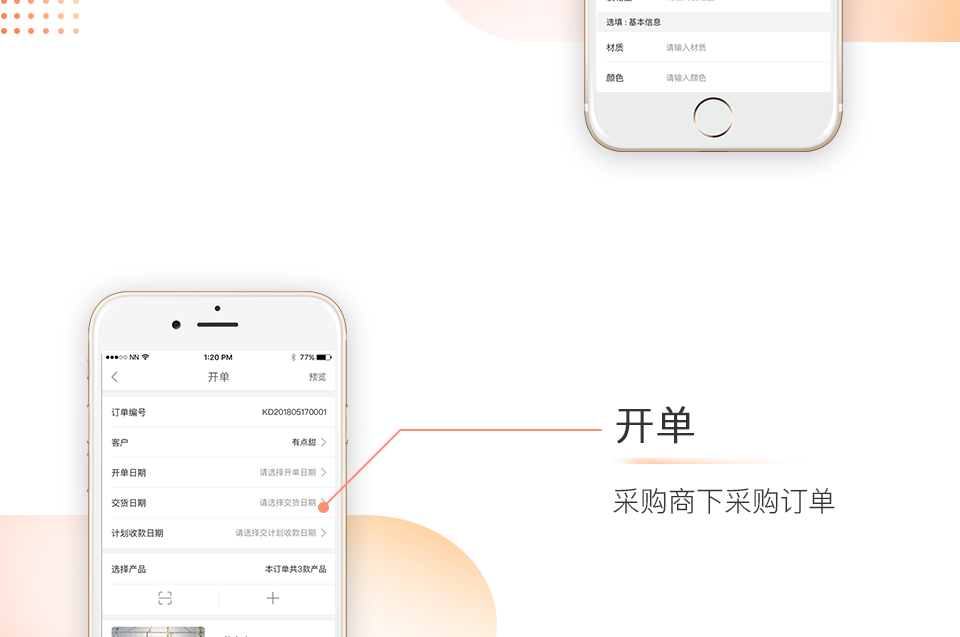 选填 : 基本信息
材质 请输入材质
颜色 请输入颜色
NN 1:20 PM 77%
开单 预览
订单编号 KD201805170001
客户 有点甜
开单日期 请选择开单日期
交货日期 请选择交货日期
计划收款日期 请选择交计划收款日期
选择产品 本订单共3款产品
开单
采购商下采购订单